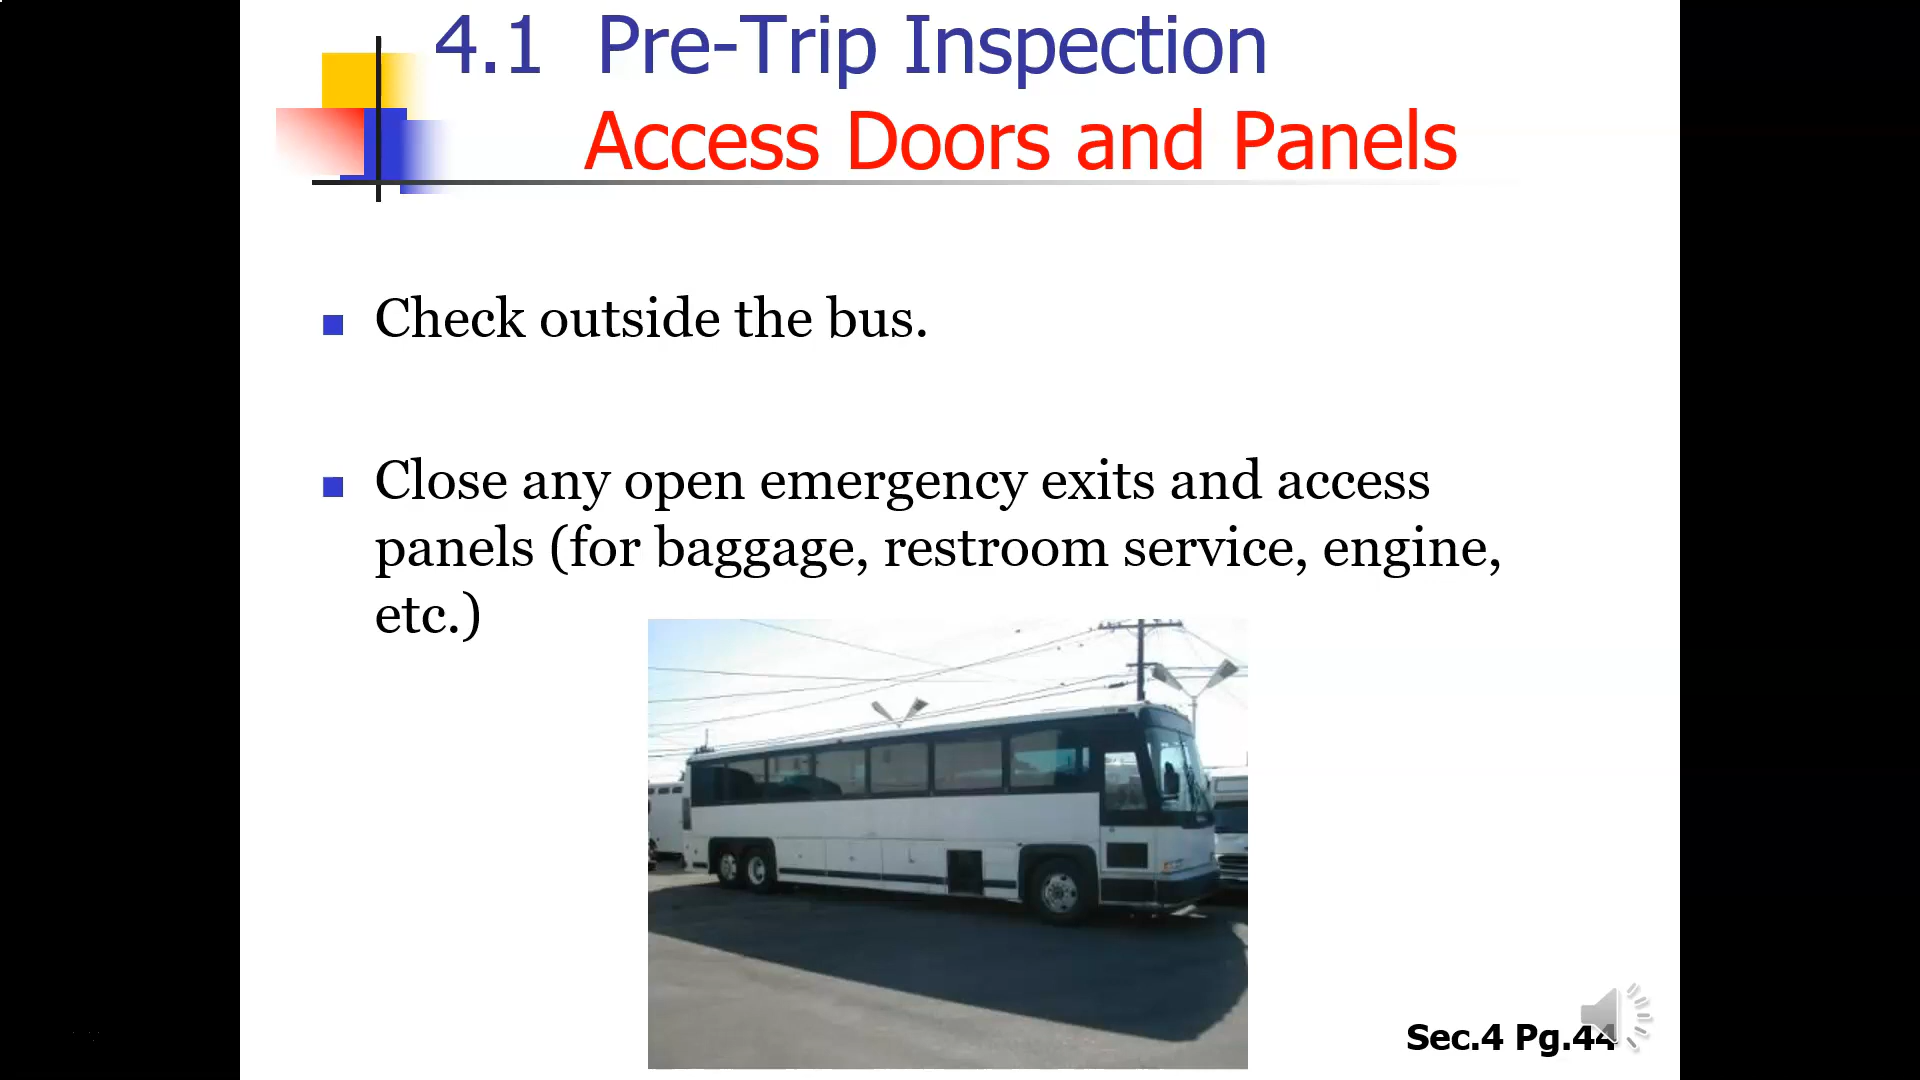 4.1 Pre-Trip Inspection
Access Doors and Panels
Check outside the bus.
Close any open emergency exits and access
panels (for baggage, restroom service, engine,
etc.)
Sec.4 Pg.44